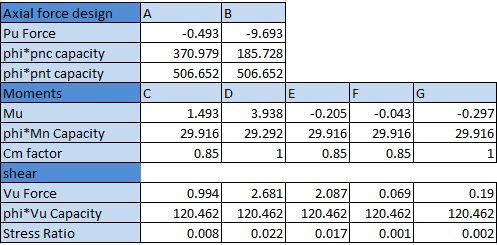 Axial force design A B
Pu Force -0.493 -9.693
phi*pnc capacity 370.979 185.728
phi*pnt capacity 506.652 506.652
Moments C D E F G
Mu 1.493 3.938 -0.205 -0.043 -0.297
phi*Mn Capacity 29.916 29.292 29.916 29.916 29.916
Cm factor 0.85 1 0.85 0.85 1
shear
Vu Force 0.994 2.681 2.087 0.069 0.19
phi*Vu Capacity 120.462 120.462 120.462 120.462 120.462
Stress Ratio 0.008 0.022 0.017 0.001 0.002